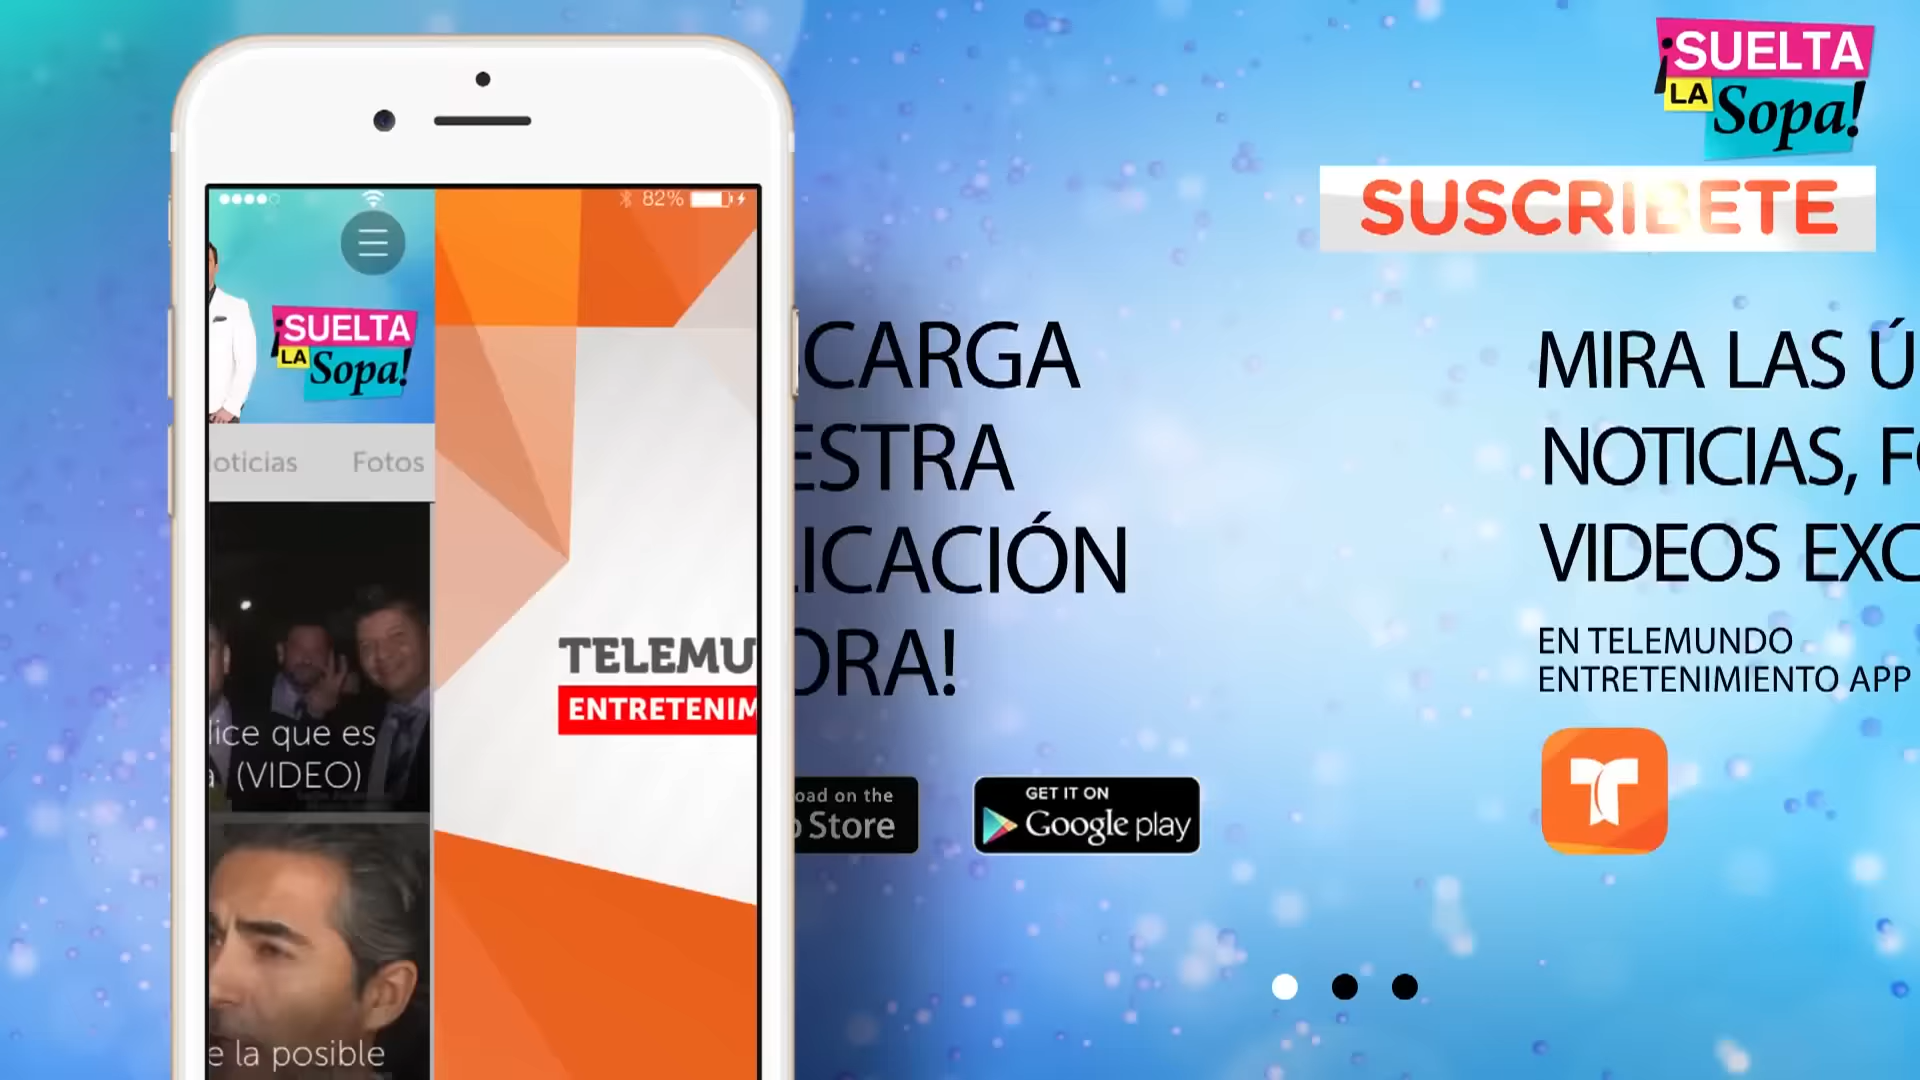 ¡SUELTA
LA Sopa!
SUSCRIBETE
82%
¡SUELTA
LA Sopa!
oticias Fotos
lice que es
a (VIDEO)
e la posible
TELEMU
ENTRETENIM
CARGA
ESTRA
LICACIÓN
ORA!
oad on the
Store
GET IT ON
Google play
MIRA LAS Ú
NOTICIAS, FO
VIDEOS EXC
EN TELEMUNDO
ENTRETENIMIENTO APP